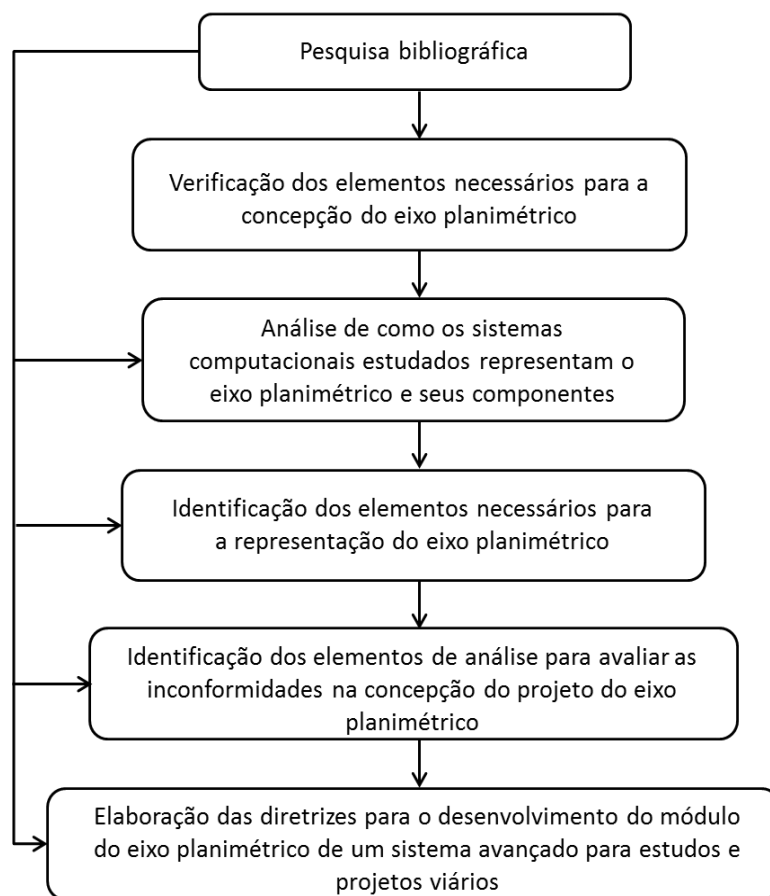 Pesquisa bibliográfica
Verificação dos elementos necessários para a
concepção do eixo planimétrico
Análise de como os sistemas
computacionais estudados representam o
eixo planimétrico e seus componentes
Identificação dos elementos necessários para
a representação do eixo planimétrico
Identificação dos elementos de análise para avaliar as
inconformidades na concepção do projeto do eixo
planimétrico
Elaboração das diretrizes para o desenvolvimento do módulo
do eixo planimétrico de um sistema avançado para estudos e
projetos viários